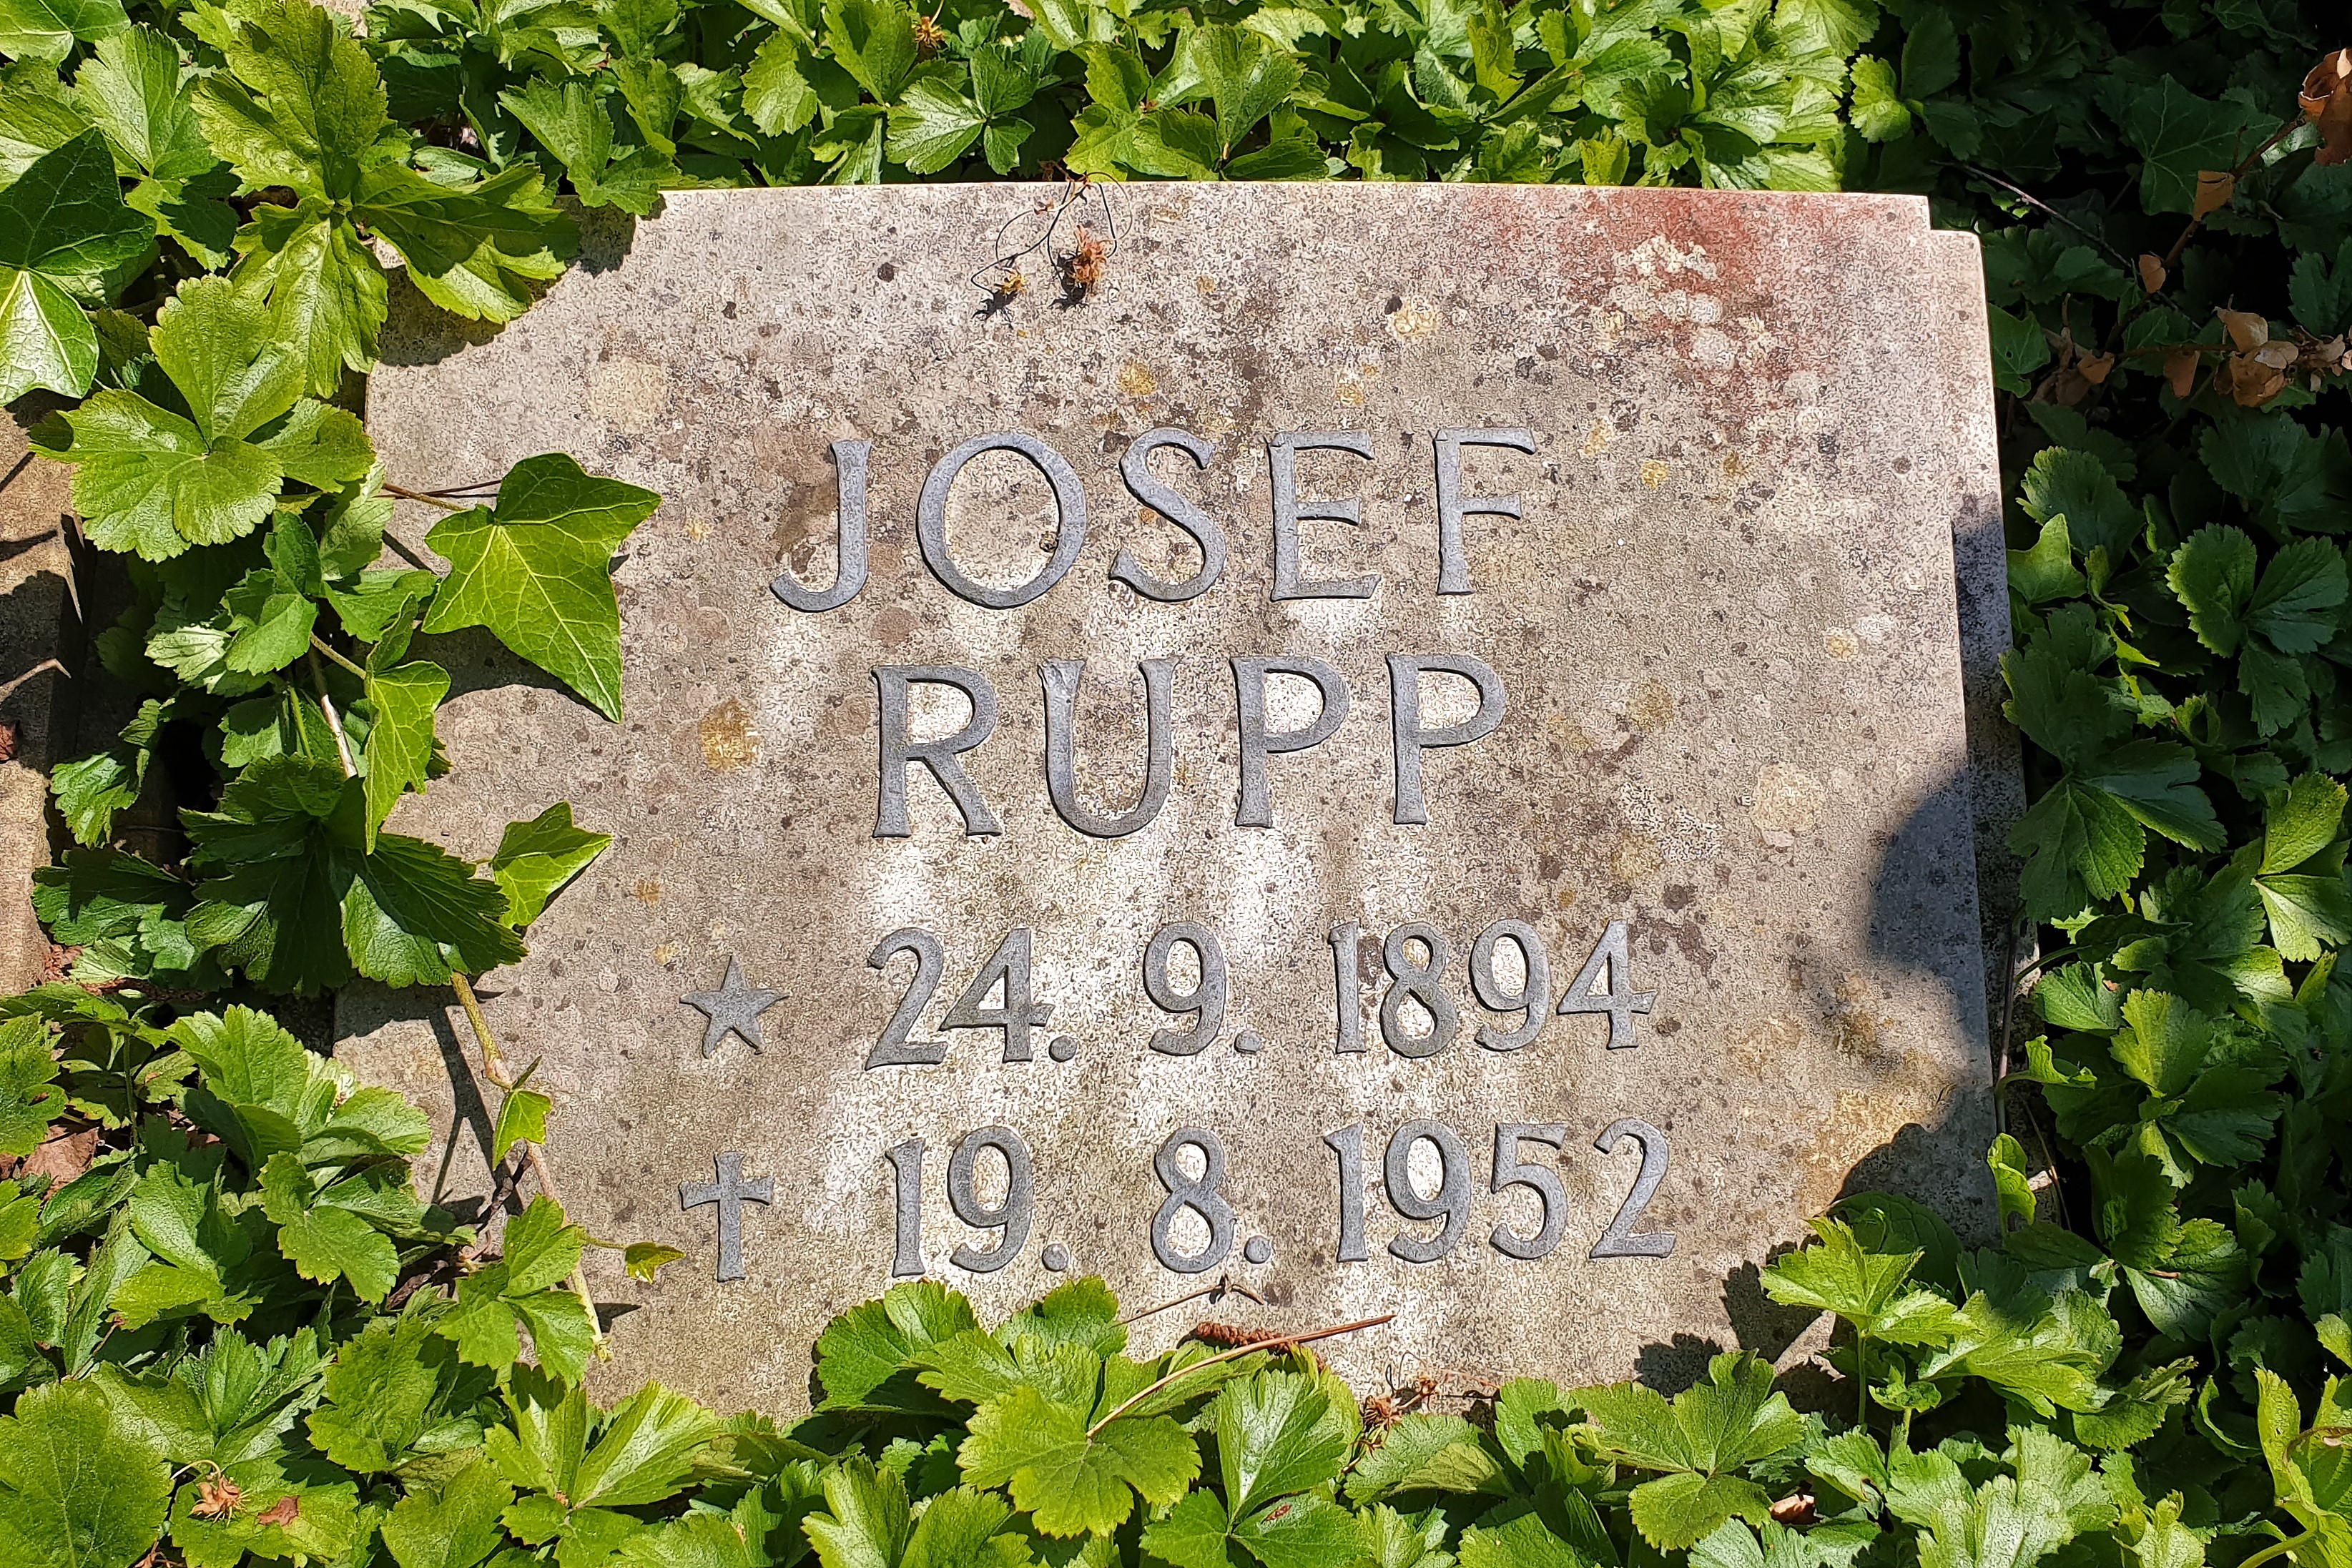 JOSEF
RUPP
★ 24. 9. 1894
✝ 19. 8. 1952